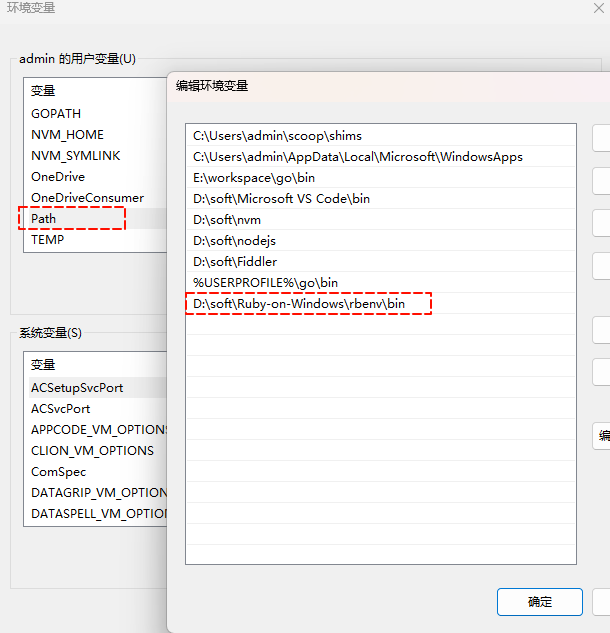 环境变量
admin 的用户变量(U)
变量
GOPATH
NVM_HOME
NVM_SYMLINK
OneDrive
OneDriveConsumer
Path
TEMP
系统变量(S)
变量
ACSetupSvcPort
ACSvcPort
APPCODE_VM_OPTIONS
CLION_VM_OPTIONS
ComSpec
DATAGRIP_VM_OPTION
DATASPELL_VM_OPTION
编辑环境变量
C:\Users\admin\scoop\shims
C:\Users\admin\AppData\Local\Microsoft\WindowsApps
E:\workspace\go\bin
D:\soft\Microsoft VS Code\bin
D:\soft\nvm
D:\soft\nodejs
D:\soft\Fiddler
%USERPROFILE%\go\bin
D:\soft\Ruby-on-Windows\rbenv\bin
编
确定